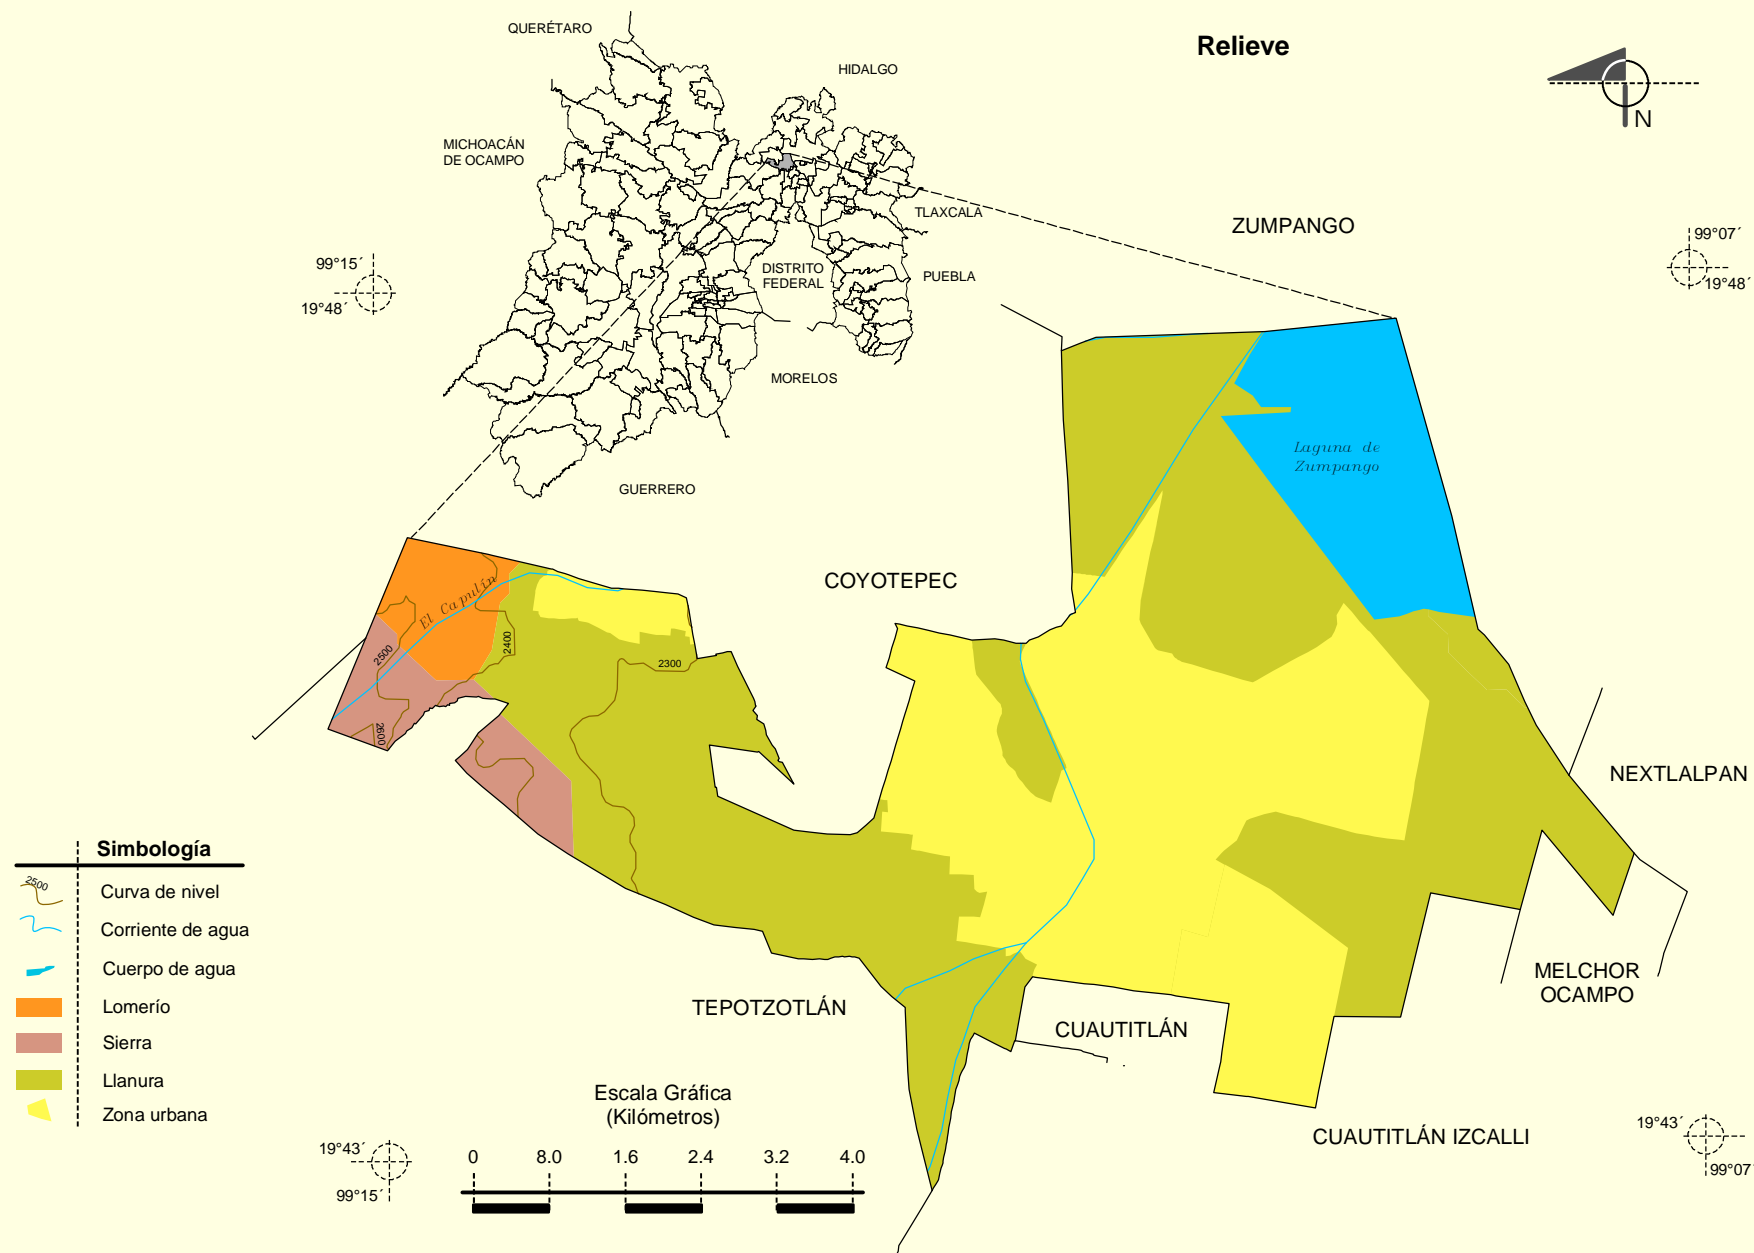 Relieve
N
QUERÉTARO
HIDALGO
MICHOACÁN
DE OCAMPO
TLAXCALA
PUEBLA
DISTRITO
FEDERAL
MORELOS
GUERRERO
99°15´
19°48´
99°07´
19°48´
ZUMPANGO
Laguna de
Zumpango
COYOTEPEC
El Capulín
2500
2400
2300
2600
NEXTLALPAN
MELCHOR
OCAMPO
TEPOTZOTLÁN
CUAUTITLÁN
CUAUTITLÁN IZCALLI
Simbología
2500
Curva de nivel
Corriente de agua
Cuerpo de agua
Lomerío
Sierra
Llanura
Zona urbana
Escala Gráfica
(Kilómetros)
0 8.0 1.6 2.4 3.2 4.0
19°43´
99°15´
19°43´
99°07´